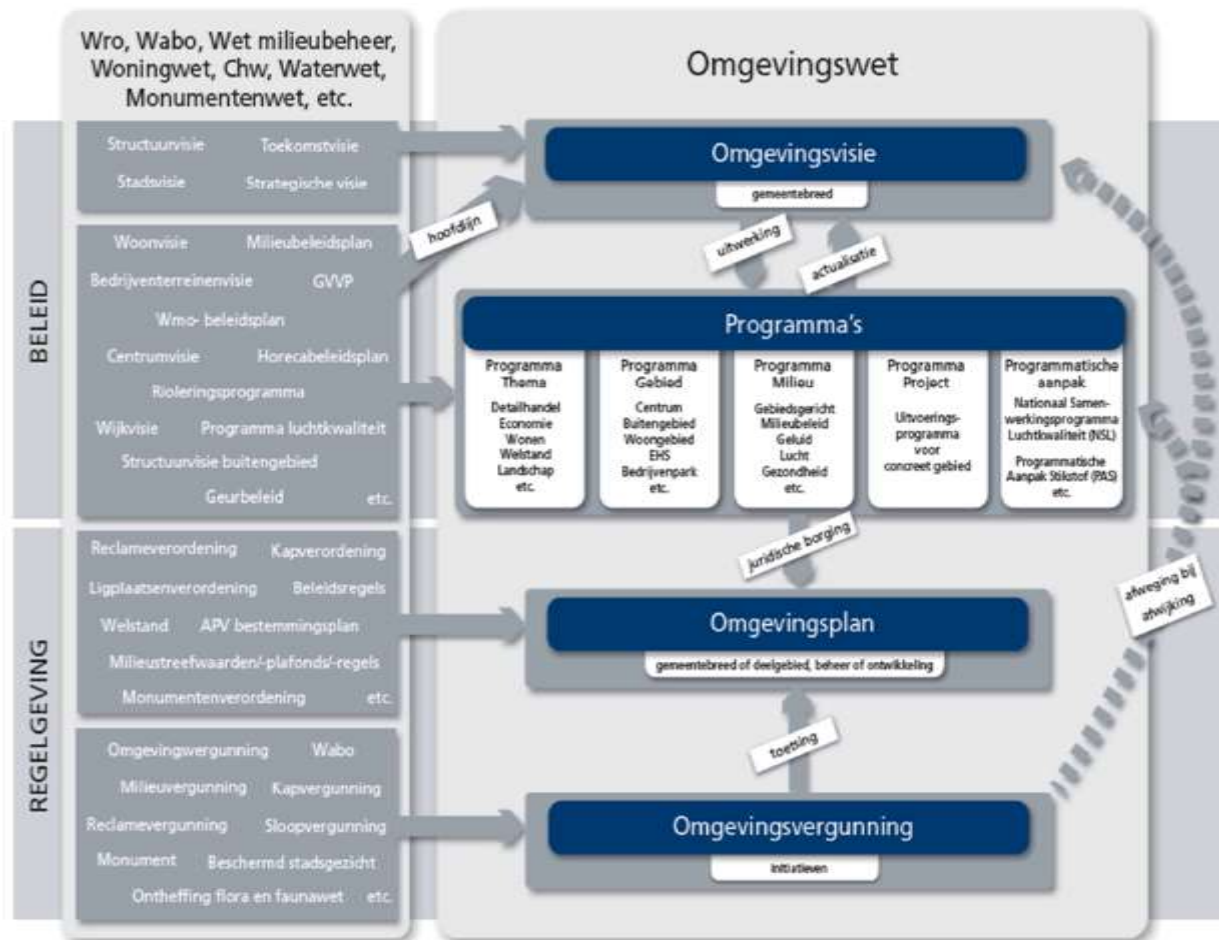 Wro, Wabo, Wet milieubeheer,
Woningwet, Chw, Waterwet,
Monumentenwet, etc.
Omgevingswet
BELEID
Structuurvisie Toekomstvisie
Stadsvisie Strategische visie
Woonvisie Milieubeleidsplan
Bedrijventerreinenvisie GVVP
Wmo- beleidsplan
Centrumvisie Horecabeleidsplan
Rioleringsprogramma
Wijkvisie Programma luchtkwaliteit
Structuurvisie buitengebied
Geurbeleid etc.
hoofdlijn
Omgevingsvisie
gemeentebreed
uitwerking
actualisatie
Programma's
Programma
Thema
Detailhandel
Economie
Wonen
Welstand
Landschap
etc.
Programma
Gebied
Centrum
Buitengebied
Woongebied
EHS
Bedrijvenpark
etc.
Programma
Milieu
Gebiedsgericht
Milieubeleid
Geluid
Lucht
Gezondheid
etc.
Programma
Project
Uitvoerings-
programma
voor
concreet gebied
Programmatische
aanpak
Nationaal Samen-
werkingsprogramma
Luchtkwaliteit (NSL)
Programmatische
Aanpak Stikstof (PAS)
etc.
juridische borging
REGELGEVING
Reclameverordening Kapverordening
Ligplaatsenverordening Beleidsregels
Welstand APV bestemmingsplan
Milieustreefwaarden/-plafonds/-regels
Monumentenverordening etc.
Omgevingsplan
gemeentebreed of deelgebied, beheer of ontwikkeling
toetsing
afweging bij
afwijking
Omgevingsvergunning Wabo
Milieuvergunning Kapvergunning
Reclamevergunning Sloopvergunning
Monument Beschermd stadsgezicht
Ontheffing flora en faunawet etc.
Omgevingsvergunning
initiatieven